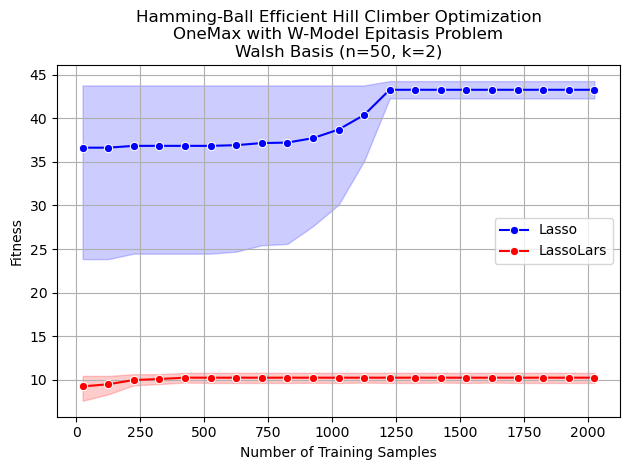 Hamming-Ball Efficient Hill Climber Optimization
OneMax with W-Model Epitasis Problem
Walsh Basis (n=50, k=2)
Fitness
45
40
35
30
25
20
15
10
Lasso
LassoLars
0
250
500
750
1000
1250
1500
1750
2000
Number of Training Samples